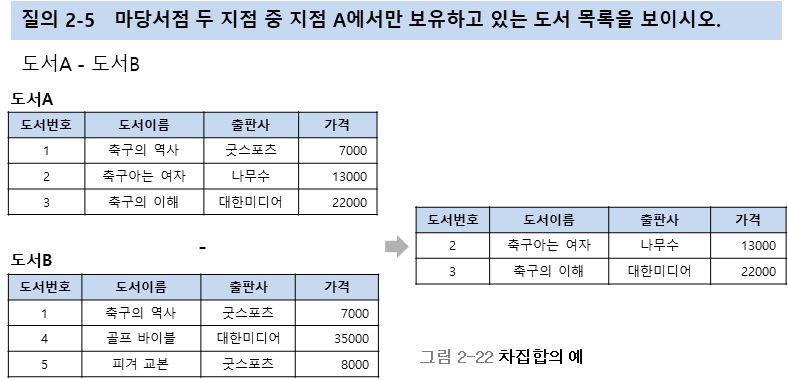 질의 2-5 마당서점 두 지점 중 지점 A에서만 보유하고 있는 도서 목록을 보이시오.
도서A - 도서B
도서A
도서번호 도서이름 출판사 가격
1 축구의 역사 굿스포츠 7000
2 축구아는 여자 나무수 13000
3 축구의 이해 대한미디어 22000
-
도서B
도서번호 도서이름 출판사 가격
1 축구의 역사 굿스포츠 7000
4 골프 바이블 대한미디어 35000
5 피겨 교본 굿스포츠 8000
도서번호 도서이름 출판사 가격
2 축구아는 여자 나무수 13000
3 축구의 이해 대한미디어 22000
그림 2-22 차집합의 예